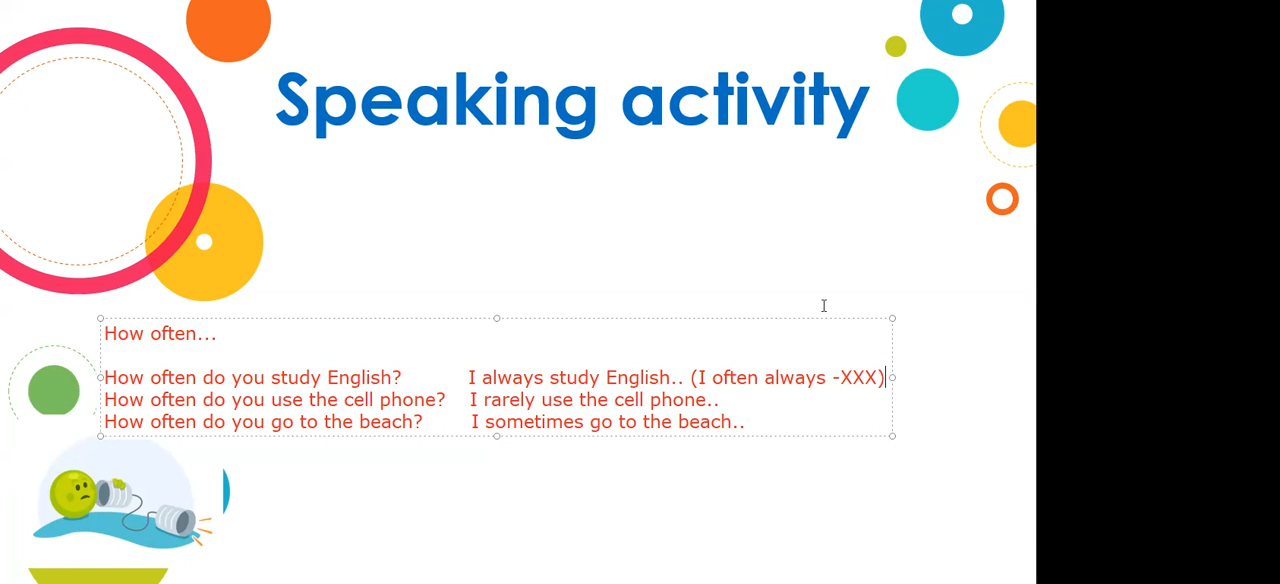 Speaking activity
How often...
How often do you study English? I always study English.. (I often always -XXX)
How often do you use the cell phone? I rarely use the cell phone..
How often do you go to the beach? I sometimes go to the beach..